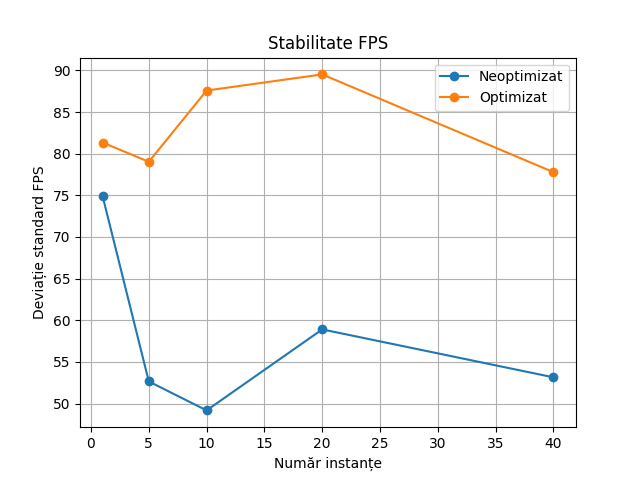 Stabilitate FPS
Neoptimizat
Optimizat
90
85
80
75
70
65
60
55
50
Deviație standard FPS
0 5 10 15 20 25 30 35 40
Număr instanțe